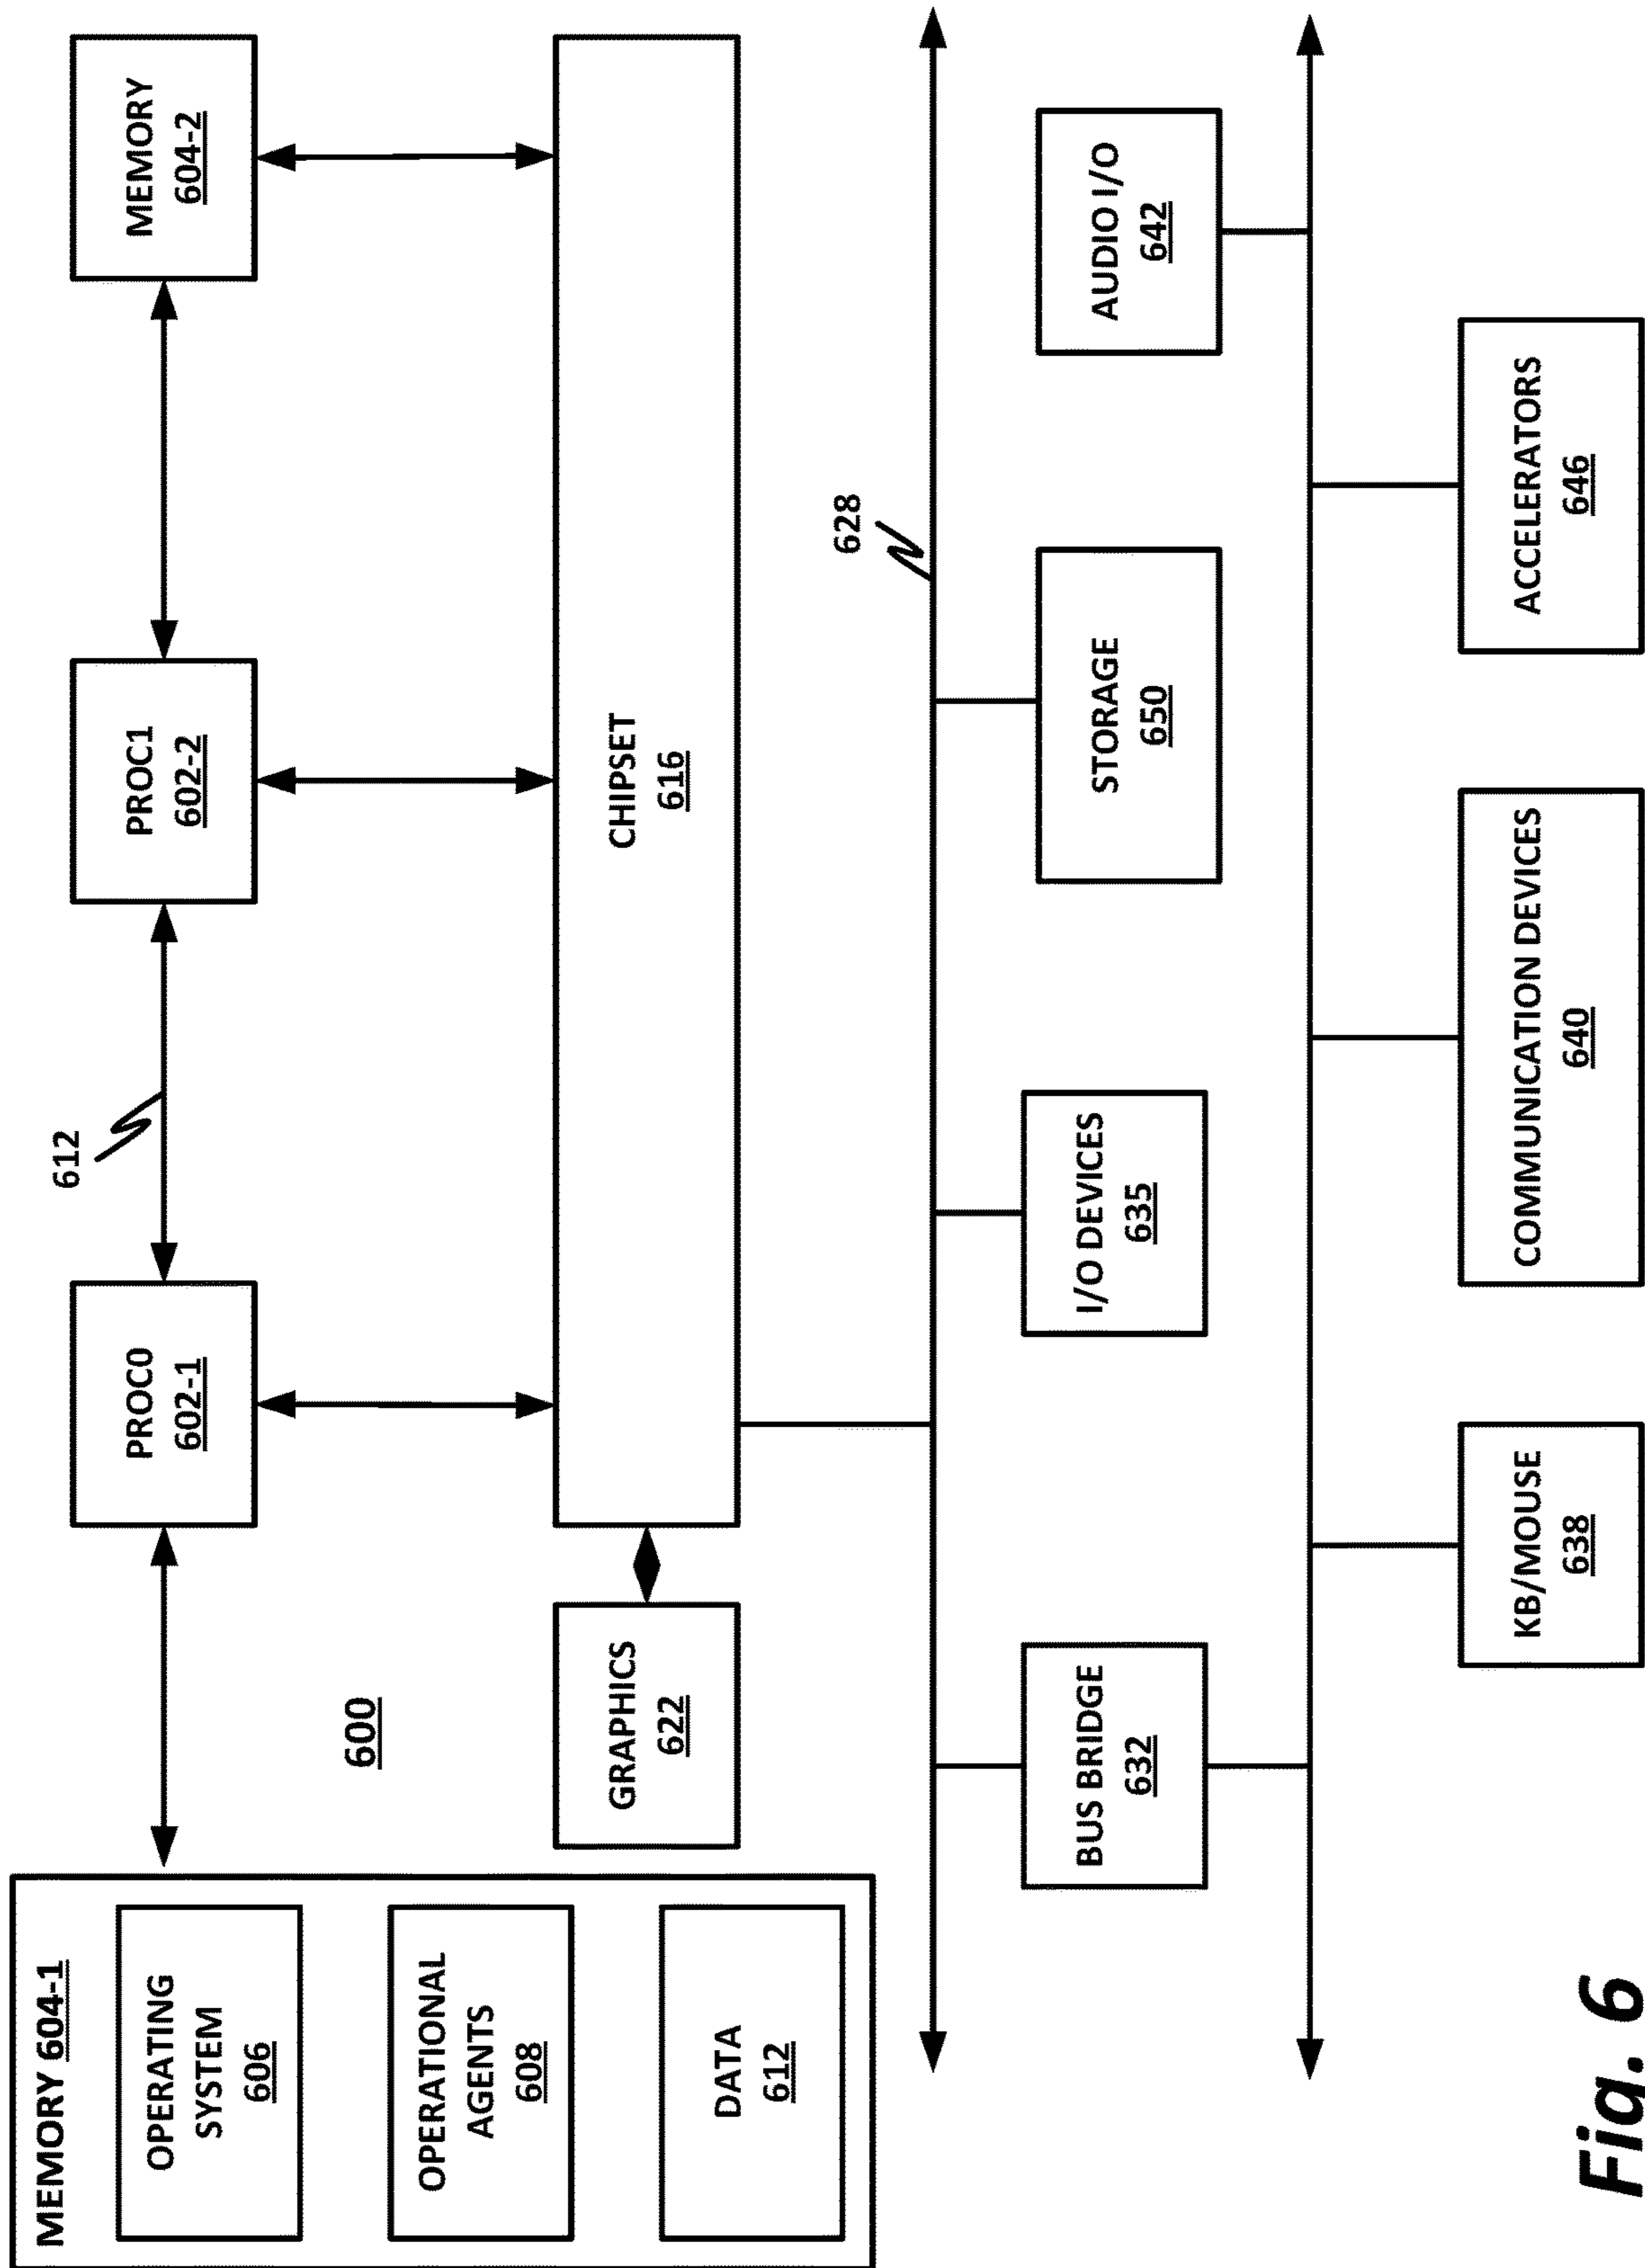 MEMORY 604-1
OPERATING
SYSTEM
606
OPERATIONAL
AGENTS
608
DATA
612
600
PROC0
602-1
612
PROC1
602-2
MEMORY
604-2
GRAPHICS
622
CHIPSET
616
628
BUS BRIDGE
632
I/O DEVICES
635
STORAGE
650
AUDIO I/O
642
KB/MOUSE
638
COMMUNICATION DEVICES
640
ACCELERATORS
646
Fig. 6